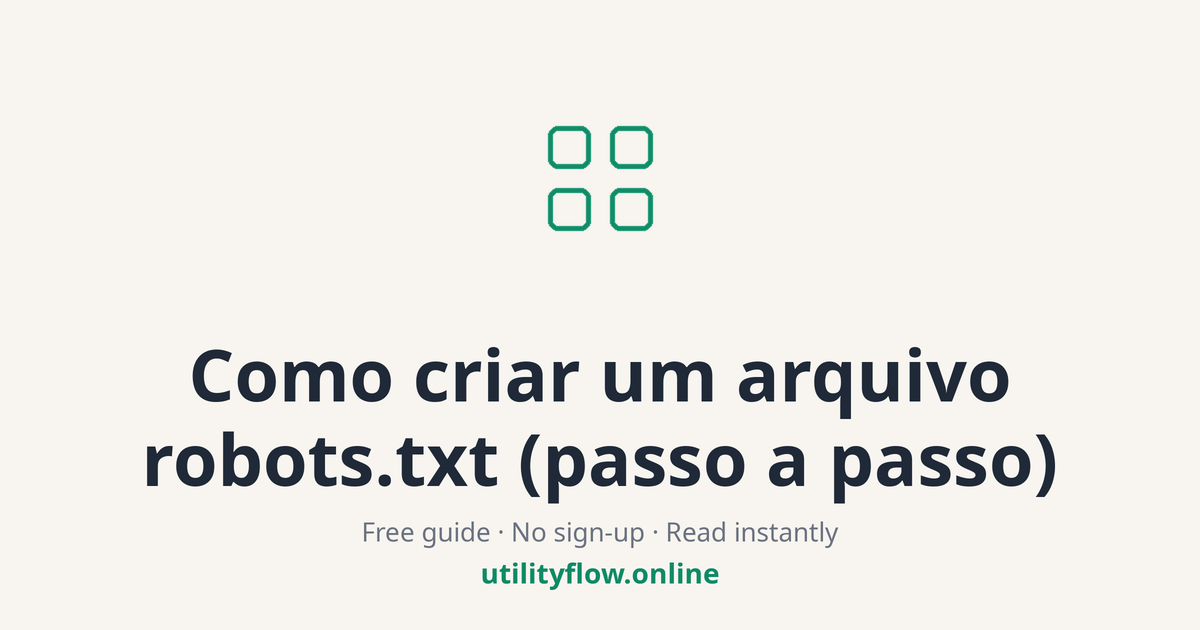 Como criar um arquivo
robots.txt (passo a passo)
Free guide · No sign-up · Read instantly
utilityflow.online